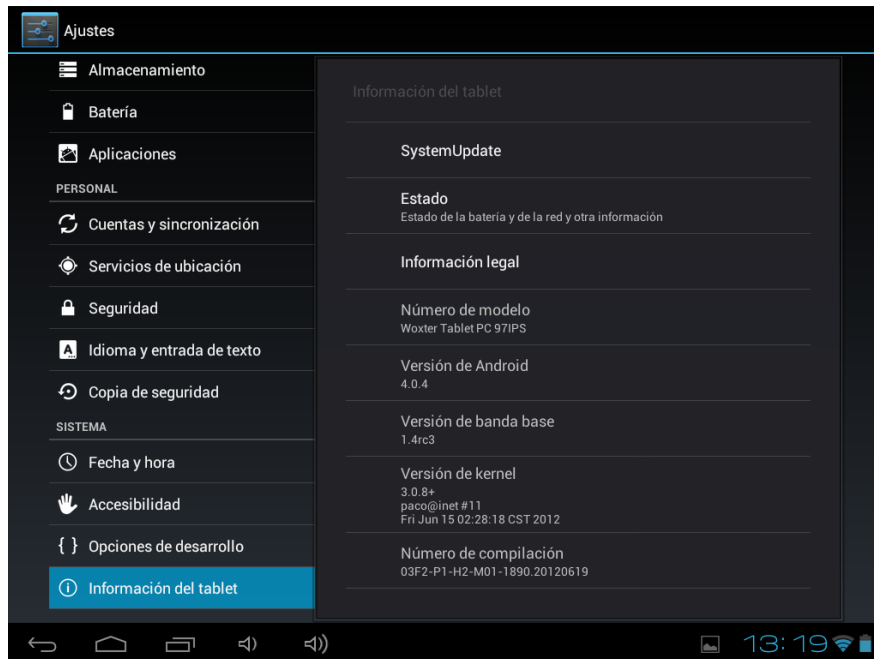 Ajustes
Almacenamiento
Batería
Aplicaciones
PERSONAL
Cuentas y sincronización
Servicios de ubicación
Seguridad
Idioma y entrada de texto
Copia de seguridad
SISTEMA
Fecha y hora
Accesibilidad
{ } Opciones de desarrollo
Información del tablet
Información del tablet
SystemUpdate
Estado
Estado de la batería y de la red y otra información
Información legal
Número de modelo
Woxter Tablet PC 97IPS
Versión de Android
4.0.4
Versión de banda base
1.4rc3
Versión de kernel
3.0.8+
paco@inet #11
Fri Jun 15 02:28:18 CST 2012
Número de compilación
03F2-P1-H2-M01-1890.20120619
13:19